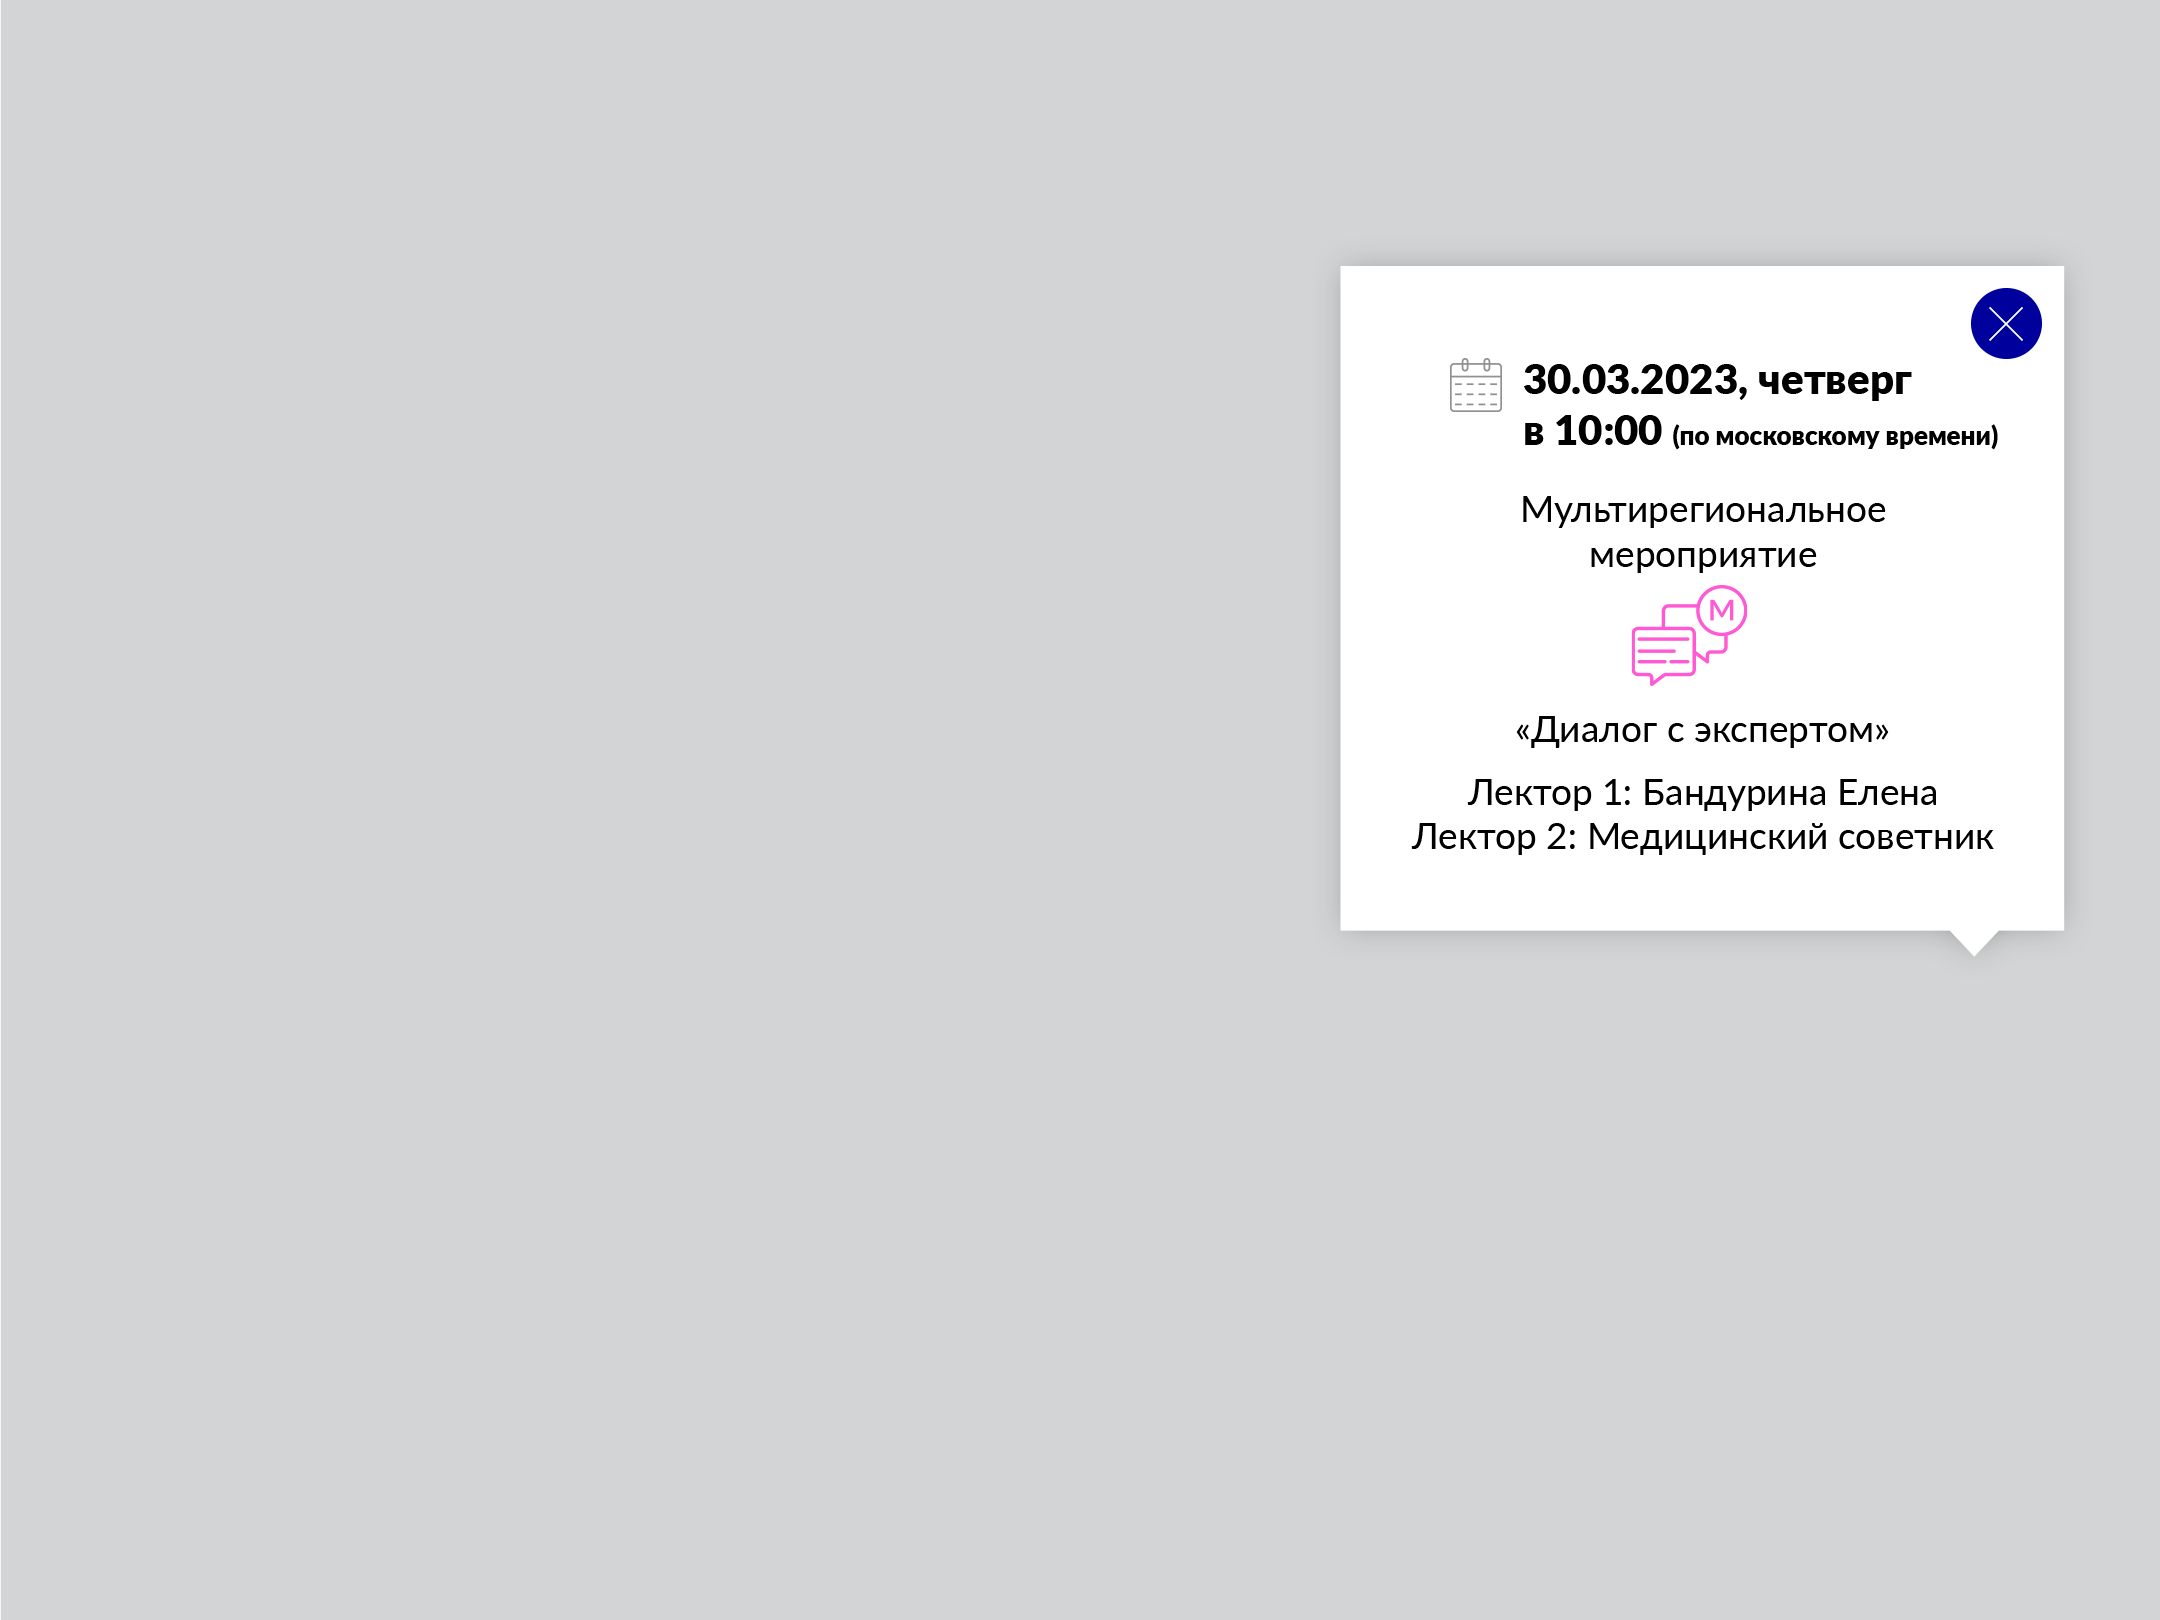 30.03.2023, четверг
в 10:00 (по московскому времени)
Мультирегиональное
мероприятие
М
«Диалог с экспертом»
Лектор 1: Бандурина Елена
Лектор 2: Медицинский советник